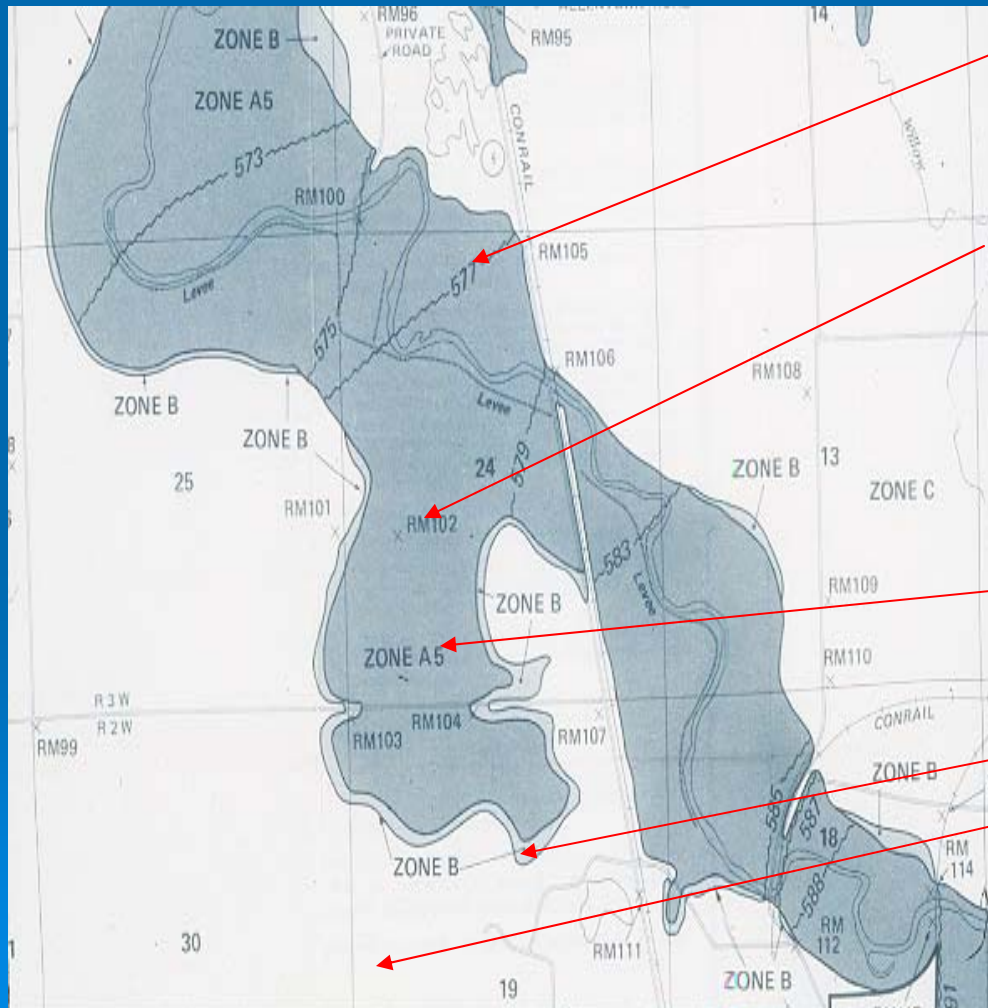 14
RM96
PRIVATE
ROAD
RM95
ZONE B
ZONE A5
CONRAIL
Willow
573
RM100
RM105
577
Levee
575
RM106
RM108
ZONE B
Levee
ZONE B
579
24
ZONE B
13
25
ZONE C
RM101
RM102
583
Levee
RM109
ZONE B
ZONE A5
RM110
R 3 W
R 2 W
RM104
CONRAIL
RM99
RM103
RM107
ZONE B
585
587
18
ZONE B
RM
114
588
RM
112
30
RM111
ZONE B
19
91